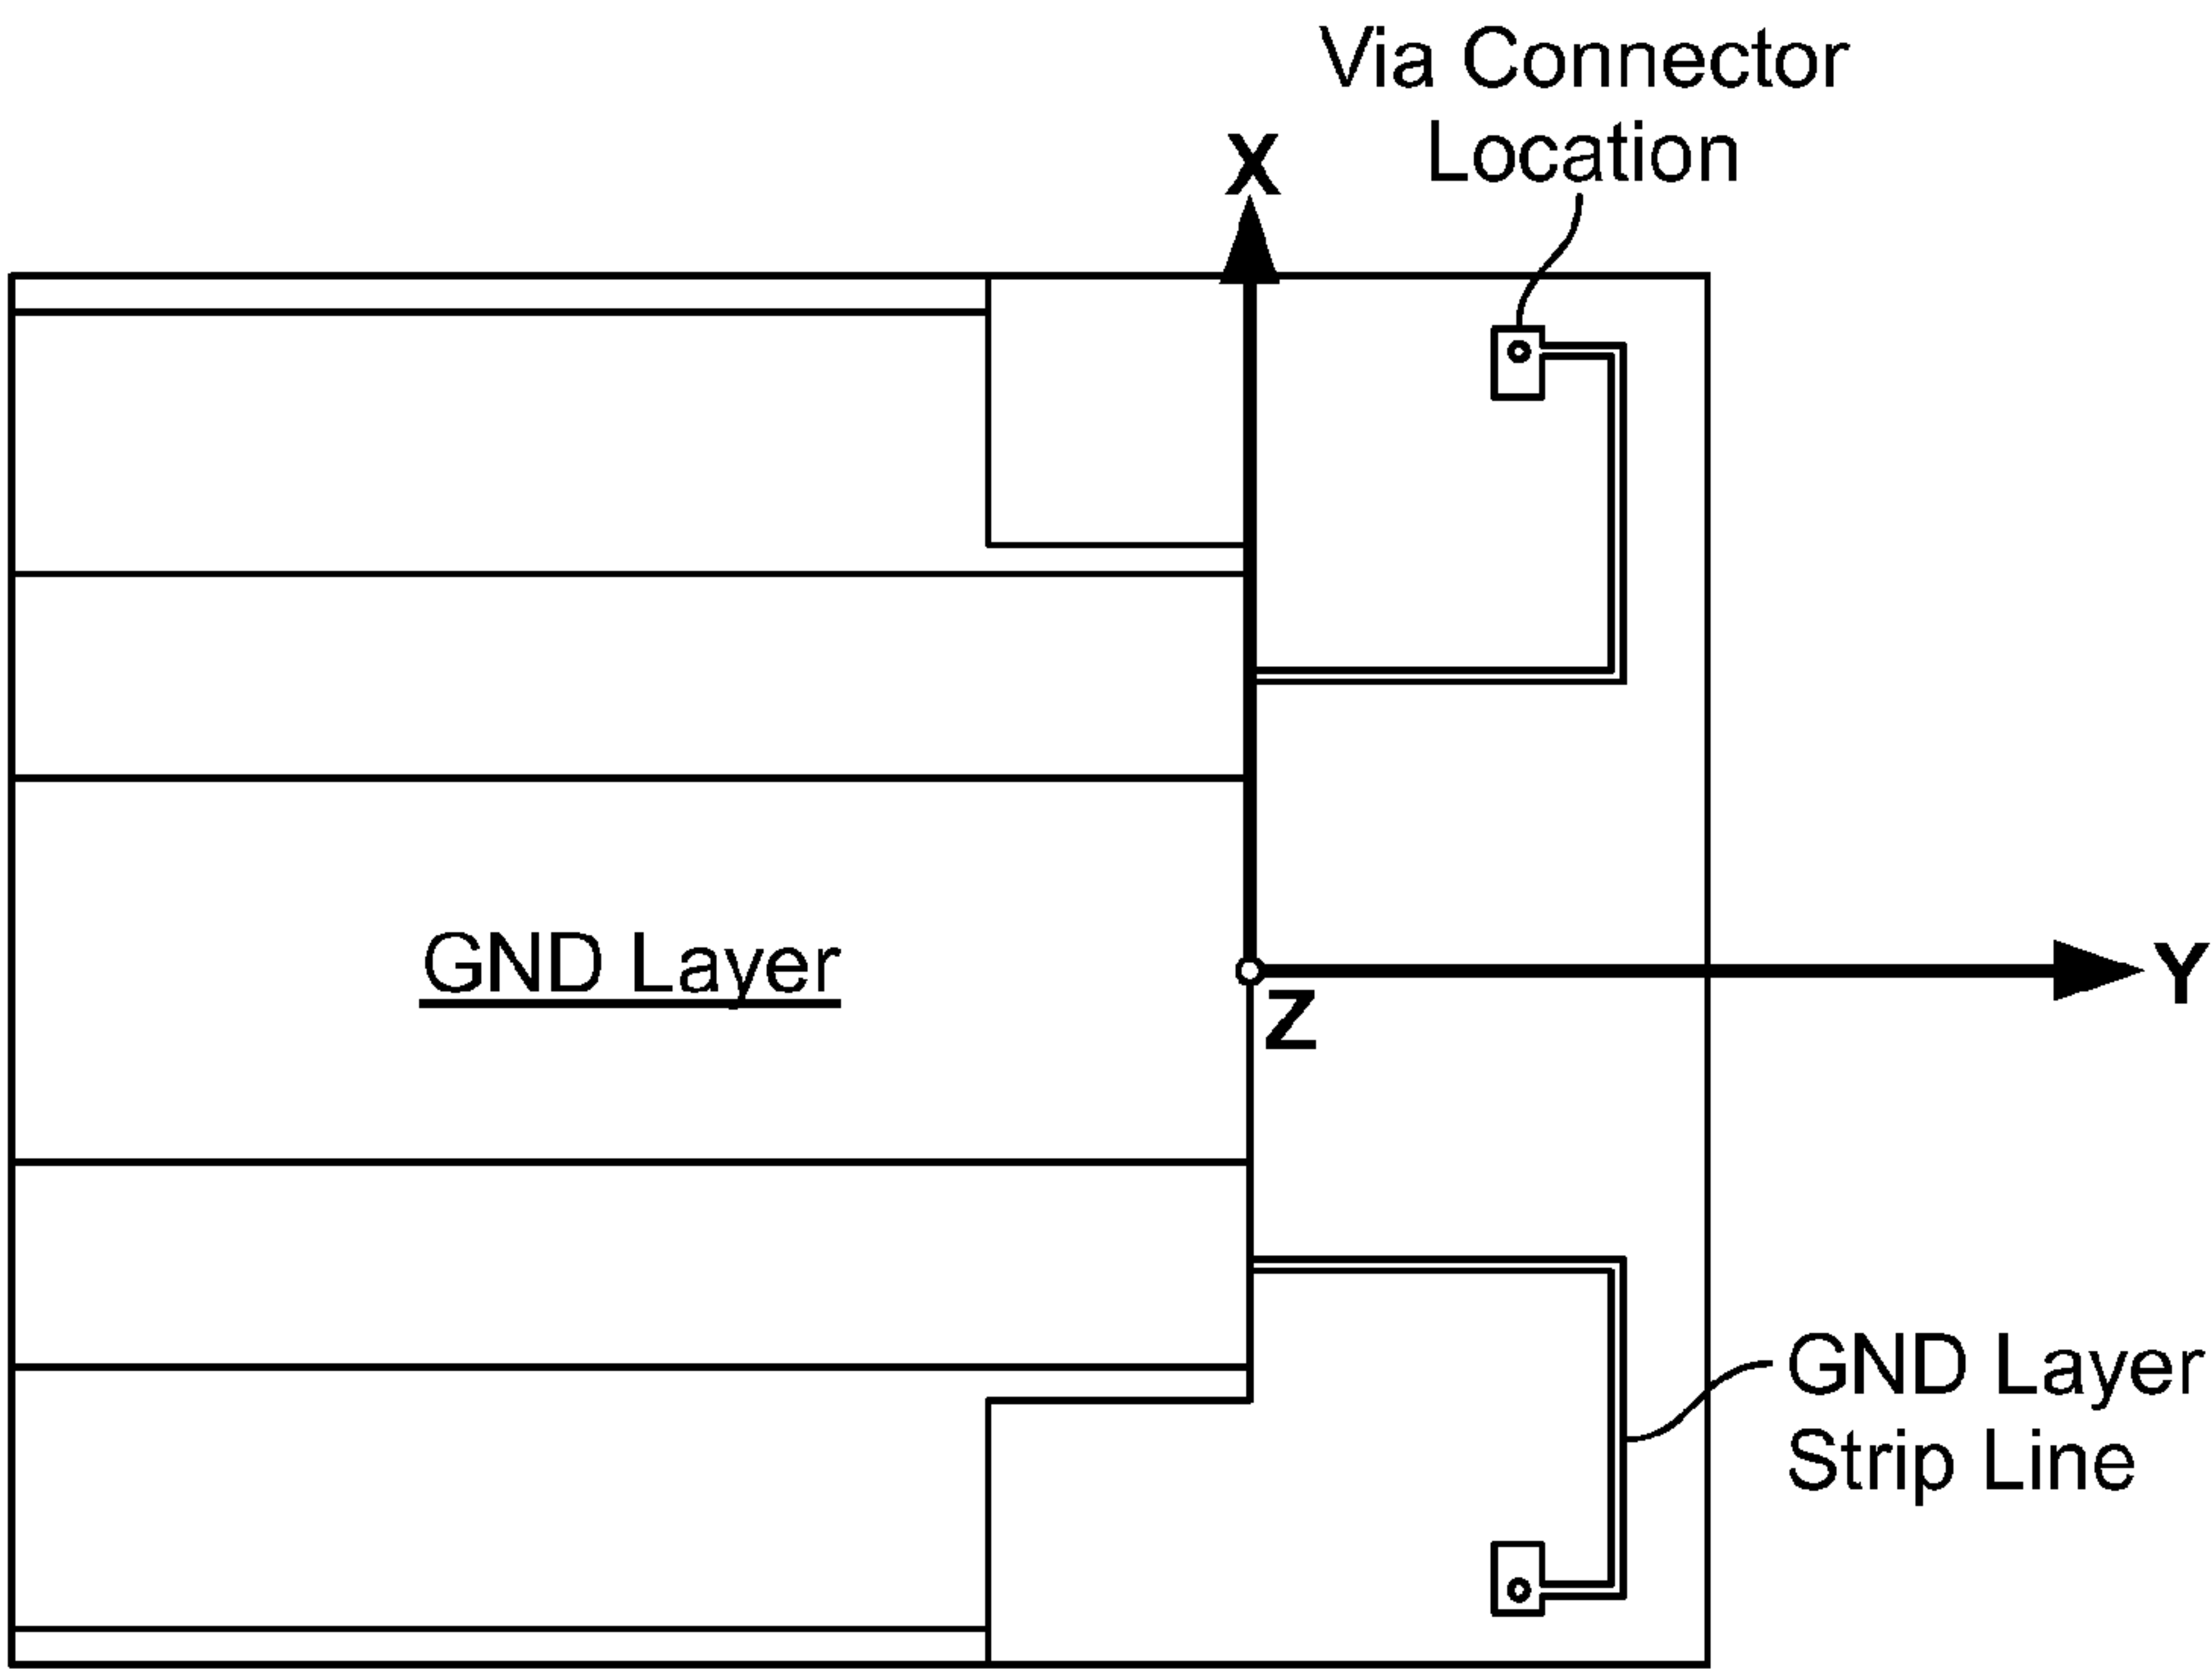 Via Connector
Location
X
GND Layer
Y
Z
GND Layer
Strip Line